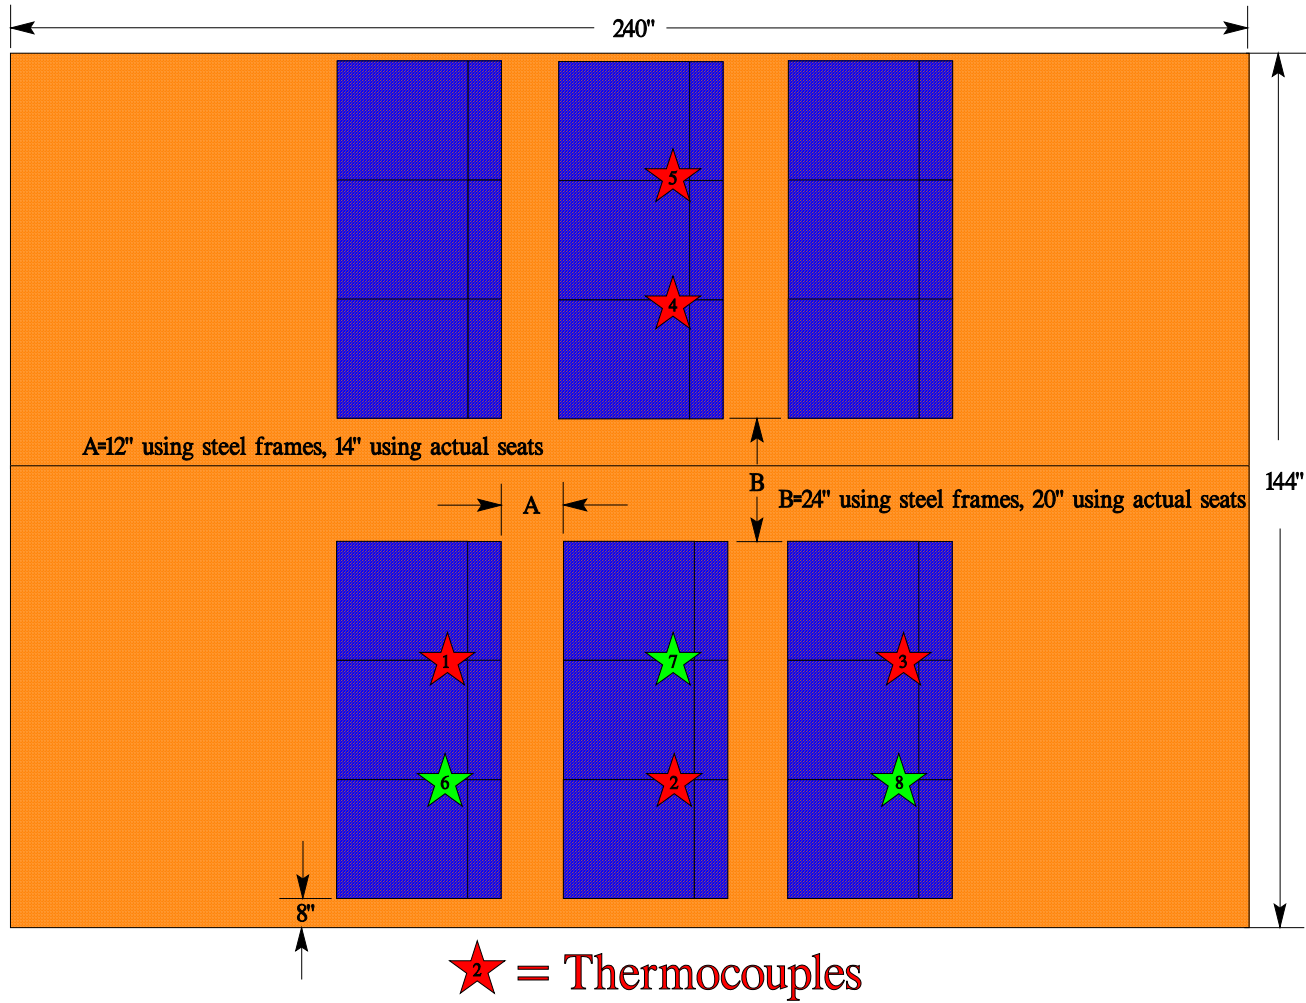 240"
5
4
A=12" using steel frames, 14" using actual seats
144"
B
B=24" using steel frames, 20" using actual seats
A
1
7
3
6
2
8
8"
2 = Thermocouples